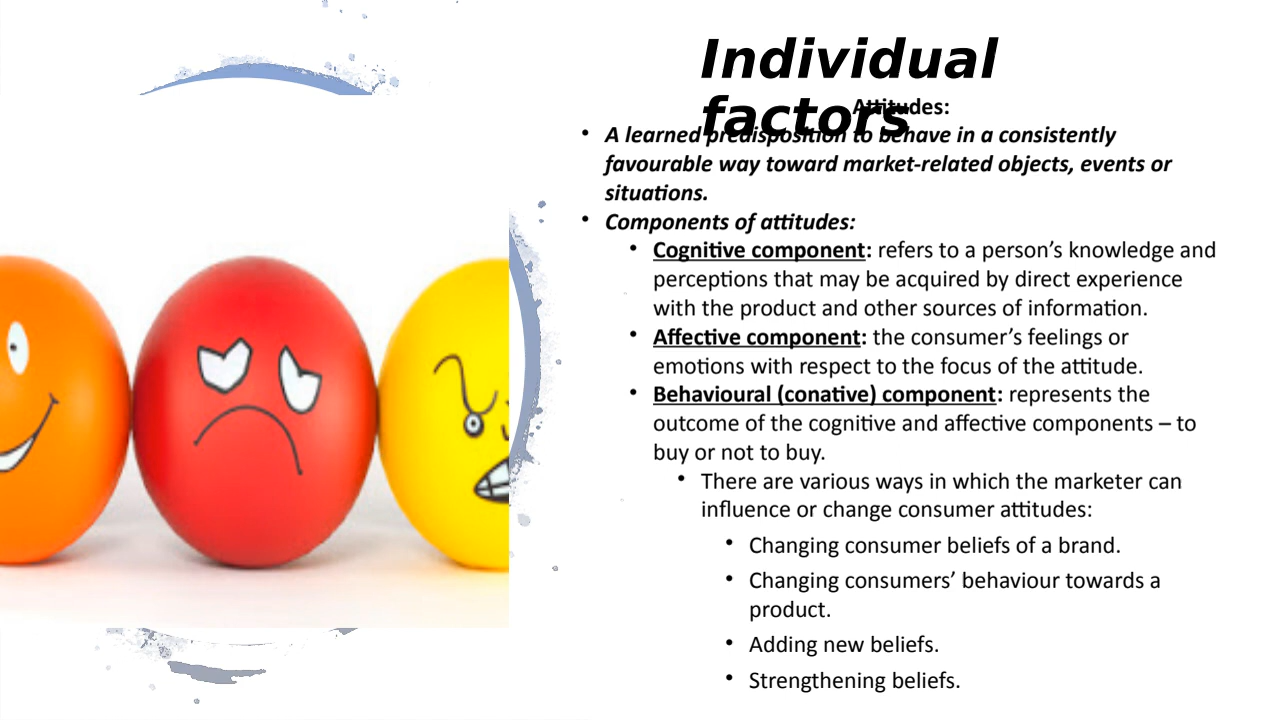 Individual
factors
Attitudes:
• A learned predisposition to behave in a consistently
favourable way toward market-related objects, events or
situations.
• Components of attitudes:
• Cognitive component: refers to a person’s knowledge and
perceptions that may be acquired by direct experience
with the product and other sources of information.
• Affective component: the consumer’s feelings or
emotions with respect to the focus of the attitude.
• Behavioural (conative) component: represents the
outcome of the cognitive and affective components – to
buy or not to buy.
• There are various ways in which the marketer can
influence or change consumer attitudes:
• Changing consumer beliefs of a brand.
• Changing consumers’ behaviour towards a
product.
• Adding new beliefs.
• Strengthening beliefs.